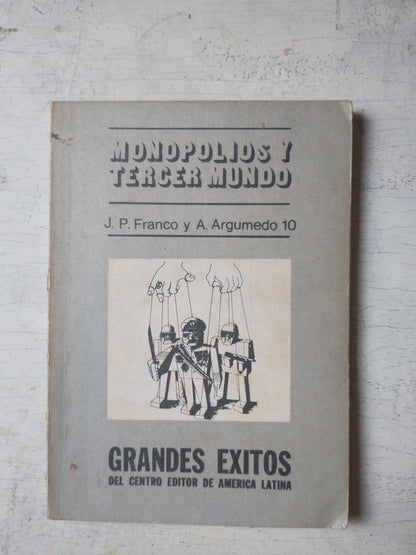 MONOPOLIOS Y
TERCER MUNDO
J. P. Franco y A. Argumedo 10
GRANDES EXITOS
DEL CENTRO EDITOR DE AMERICA LATINA